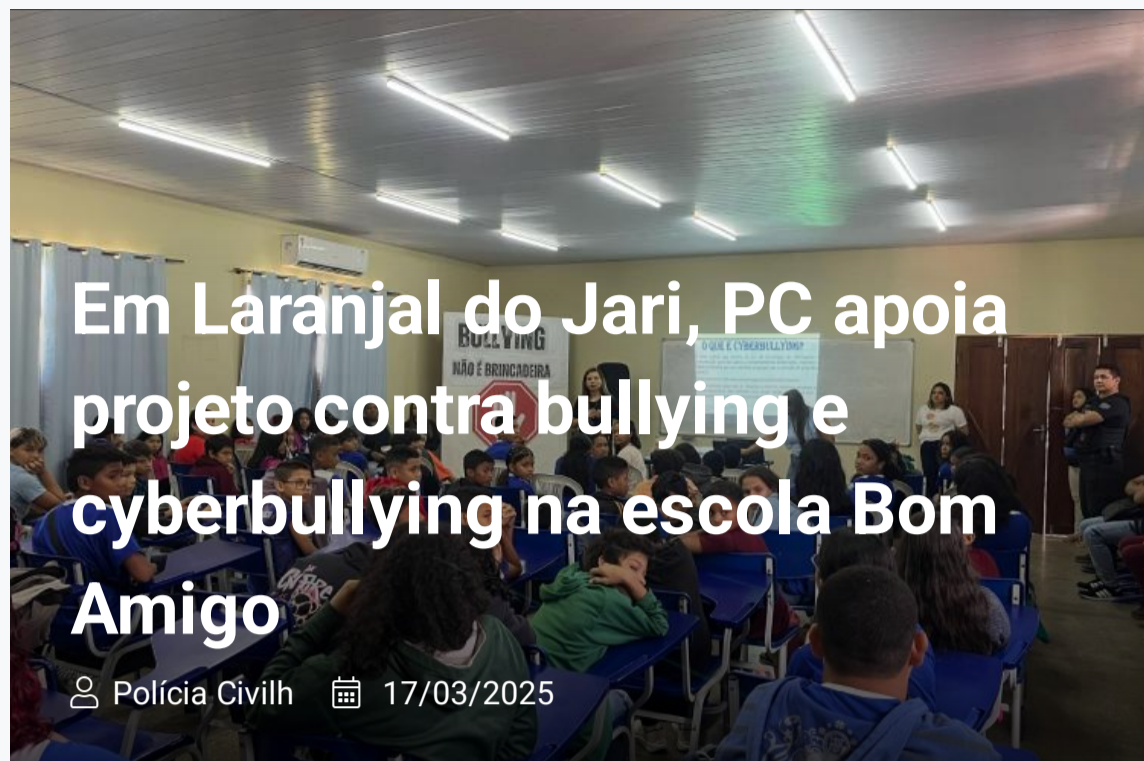 Em Laranjal do Jari, PC apoia
projeto contra bullying e
cyberbullying na escola Bom
Amigo
Polícia Civilh 17/03/2025
BULLYING
NÃO É BRINCADEIRA
O QUE É CYBERBULLYING?